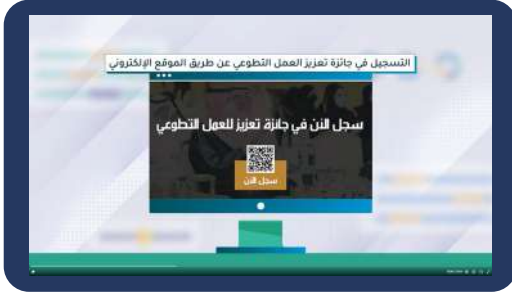 التسجيل في جائزة تعزيز العمل التطوعي عن طريق الموقع الإلكتروني
سجل الآن في جائزة تعزيز للعمل التطوعي
سجل الآن